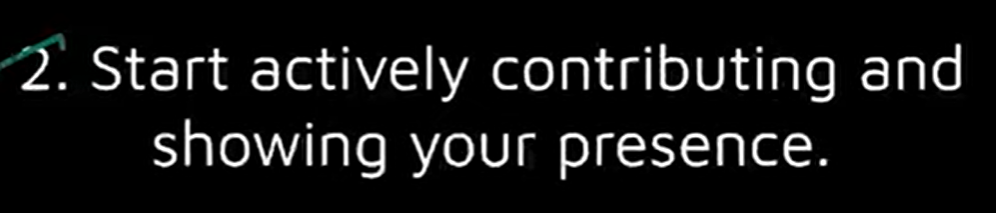 2. Start actively contributing and
showing your presence.